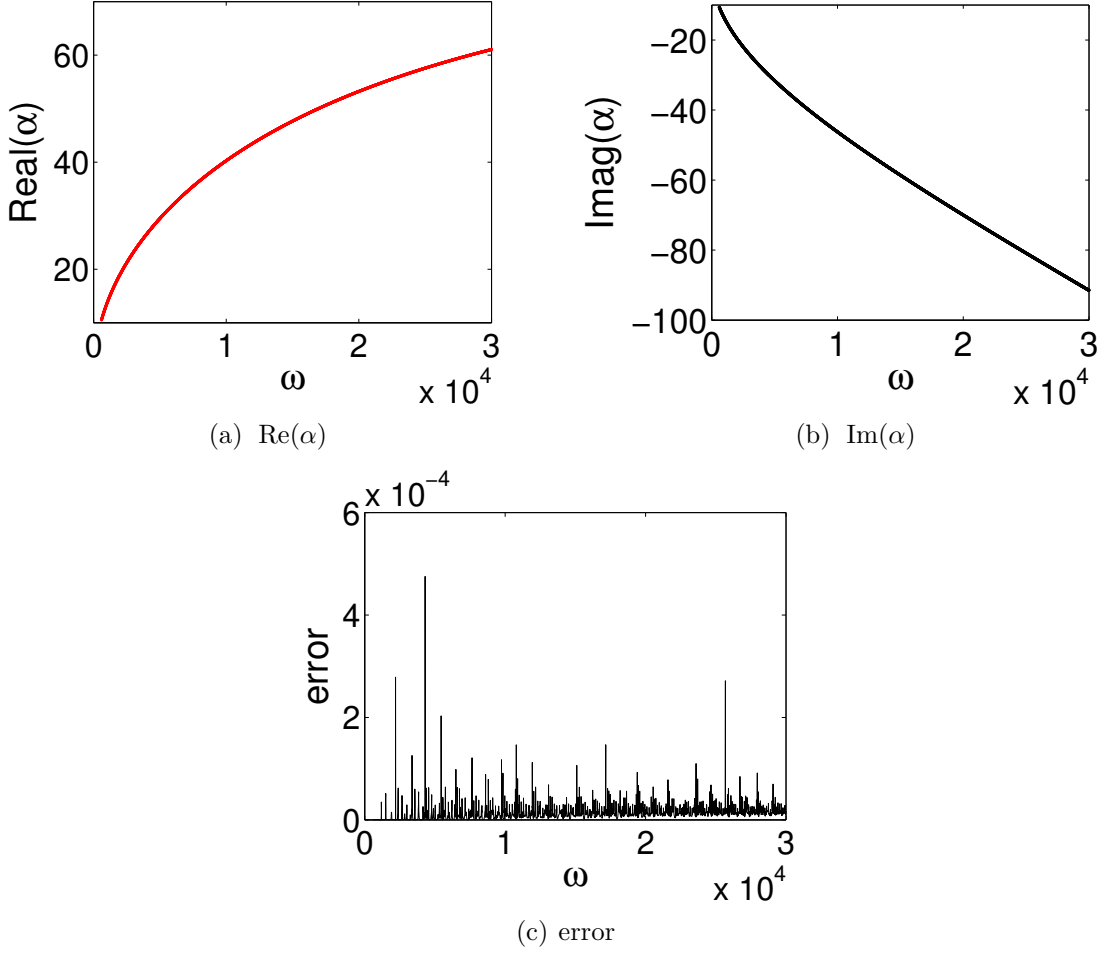 60
40
20
Real(α)
0
1
2
3
ω
x 10^4
(a) Re(α)
−20
−40
−60
−80
−100
Imag(α)
0
1
2
3
ω
x 10^4
(b) Im(α)
x 10^−4
6
4
2
0
error
0
1
2
3
ω
x 10^4
(c) error